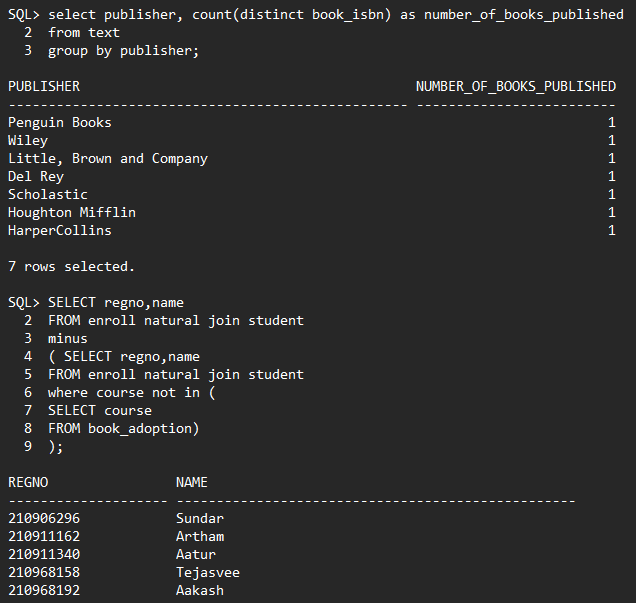 SQL> select publisher, count(distinct book_isbn) as number_of_books_published
  2  from text
  3  group by publisher;
PUBLISHER                                          NUMBER_OF_BOOKS_PUBLISHED
-------------------------------------------------- -------------------------
Penguin Books                                                              1
Wiley                                                                      1
Little, Brown and Company                                                  1
Del Rey                                                                    1
Scholastic                                                                 1
Houghton Mifflin                                                           1
HarperCollins                                                              1
7 rows selected.
SQL> SELECT regno,name
  2  FROM enroll natural join student
  3  minus
  4  ( SELECT regno,name
  5  FROM enroll natural join student
  6  where course not in (
  7  SELECT course
  8  FROM book_adoption)
  9  );
REGNO                NAME
-------------------- --------------------------------------------------
210906296            Sundar
210911162            Artham
210911340            Aatur
210968158            Tejasvee
210968192            Aakash